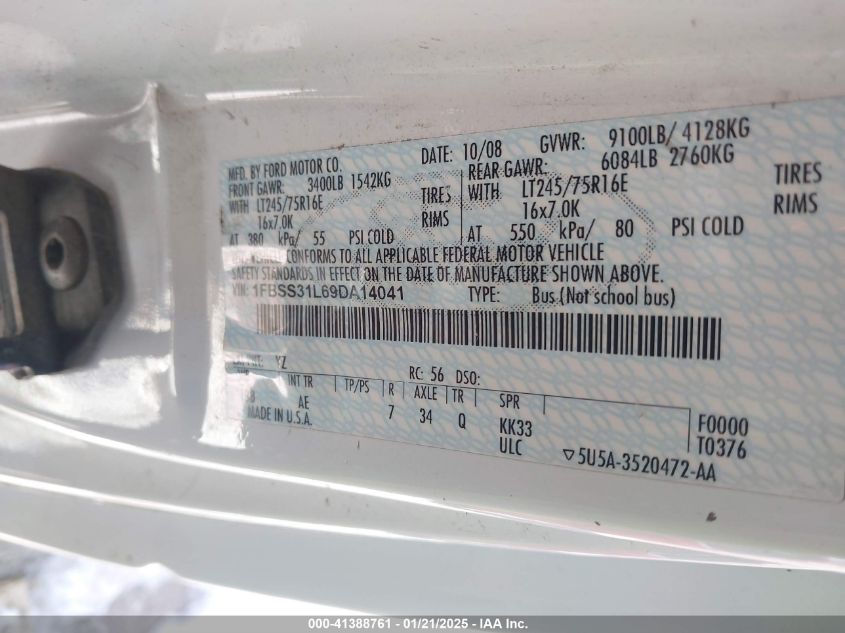 MFD. BY FORD MOTOR CO. DATE: 10/08 GVWR: 9100LB/ 4128KG
FRONT GAWR: 3400LB 1542KG REAR GAWR: 6084LB 2760KG
WITH LT245/75R16E TIRES WITH LT245/75R16E TIRES
16x7.0K RIMS 16x7.0K RIMS
AT 380 kPa/ 55 PSI COLD AT 550 kPa/ 80 PSI COLD
VEHICLE CONFORMS TO ALL APPLICABLE FEDERAL MOTOR VEHICLE
SAFETY STANDARDS IN EFFECT ON THE DATE OF MANUFACTURE SHOWN ABOVE.
VIN: 1FBSS31L69DA14041 TYPE: Bus (Not school bus)
YZ RC: 56 DSO:
INT TR TP/PS R AXLE TR SPR
AE 7 34 Q KK33 F0000
MADE IN U.S.A. ULC T0376
▽5U5A-3520472-AA
000-41388761 - 01/21/2025 - IAA Inc.